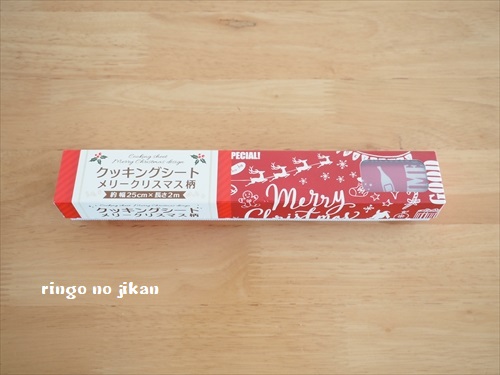 Cooking sheet
Merry Christmas design
クッキングシート
メリークリスマス柄
約 幅25cm×長さ2m
クッキングシート
メリークリスマス柄
PECIAL!
Merry
Christmas
TIME
GOOD
ringo no jikan